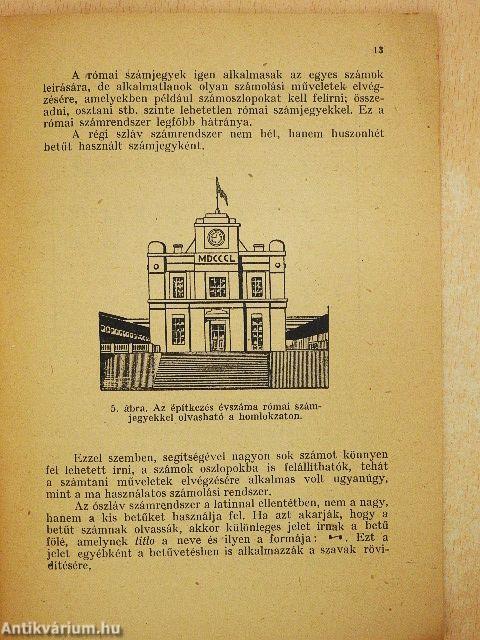 13
A római számjegyek igen alkalmasak az egyes számok
leírására, de alkalmatlanok olyan számolási műveletek elvég-
zésére, amelyekben például számoszlopokat kell felírni; össze-
adni, osztani stb. szinte lehetetlen római számjegyekkel. Ez a
római számrendszer legfőbb hátránya.
A régi szláv számrendszer nem hét, hanem huszonhét
betűt használt számjegyként.
MDCCCL
5. ábra. Az építkezés évszáma római szám-
jegyekkel olvasható a homlokzaton.
Ezzel szemben, segítségével nagyon sok számot könnyen
fel lehetett írni, a számok oszlopokba is felállíthatók, tehát
a számtani műveletek elvégzésére alkalmas volt ugyanúgy,
mint a ma használatos számolási rendszer.
Az ószláv számrendszer a latinnal ellentétben, nem a nagy,
hanem a kis betűket használja fel. Ha azt akarják, hogy a
betűt számnak olvassák, akkor különleges jelet írnak a betű
fölé, amelynek titlo a neve és ilyen a formája: . Ezt a
jelet egyébként a betűvetésben is alkalmazzák a szavak rövi-
dítésére.
Antikvárium.hu